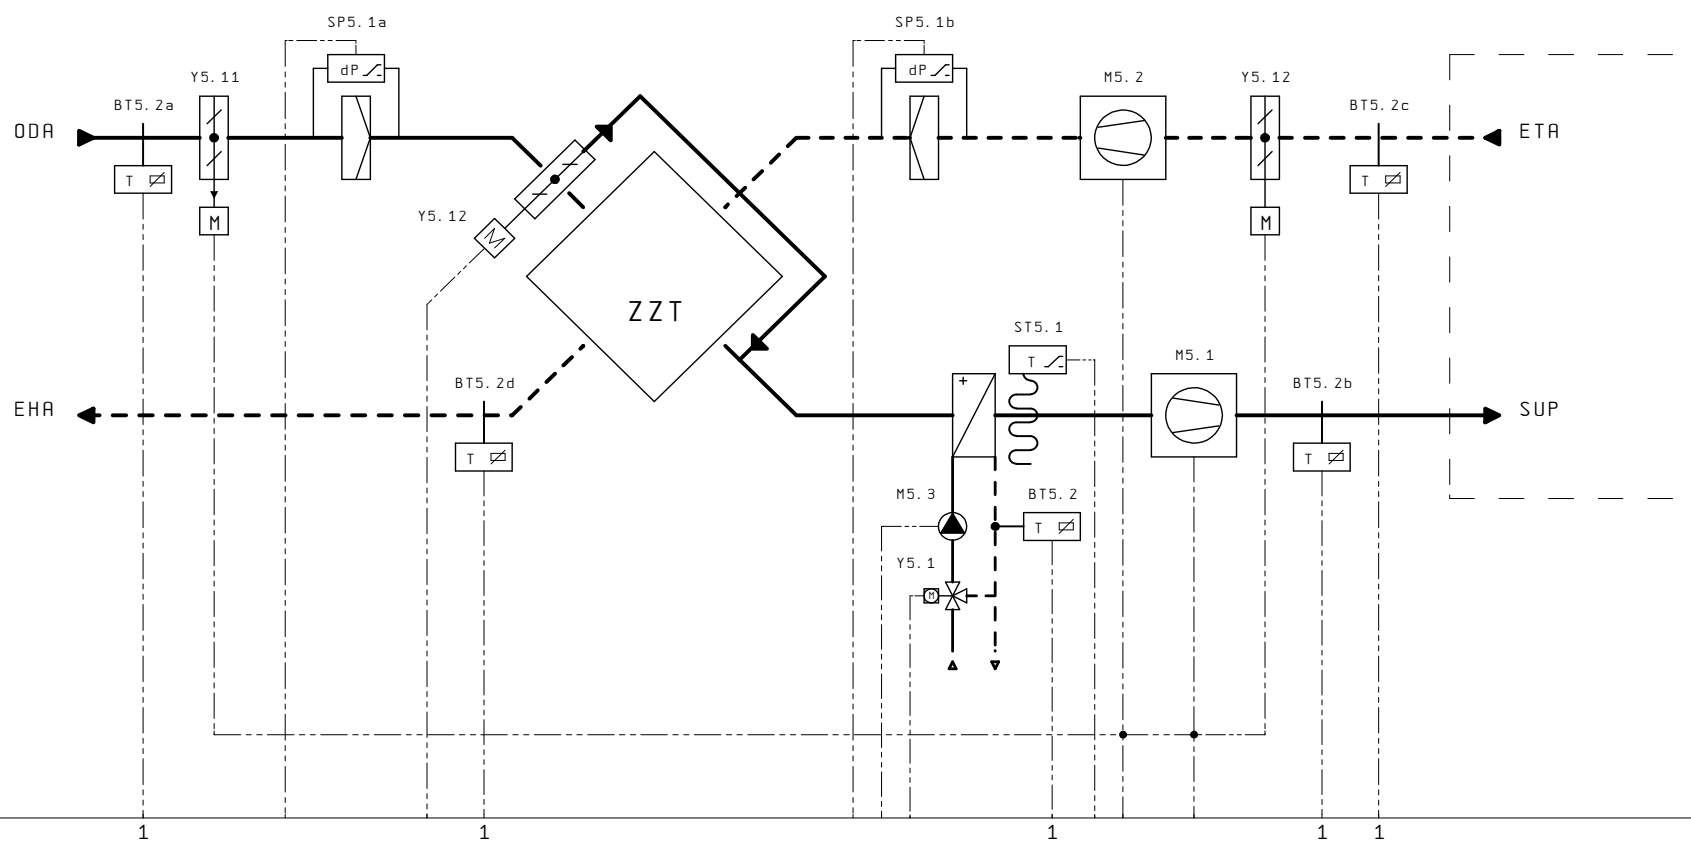 SP5.1a
SP5.1b
dP
dP
Y5.11
M5.2
Y5.12
BT5.2a
BT5.2c
ODA
ETA
T
T
M
Y5.12
M
M
ZZT
ST5.1
T
M5.1
BT5.2d
+
BT5.2b
EHA
SUP
T
T
M5.3
BT5.2
T
Y5.1
M
1
1
1
1
1